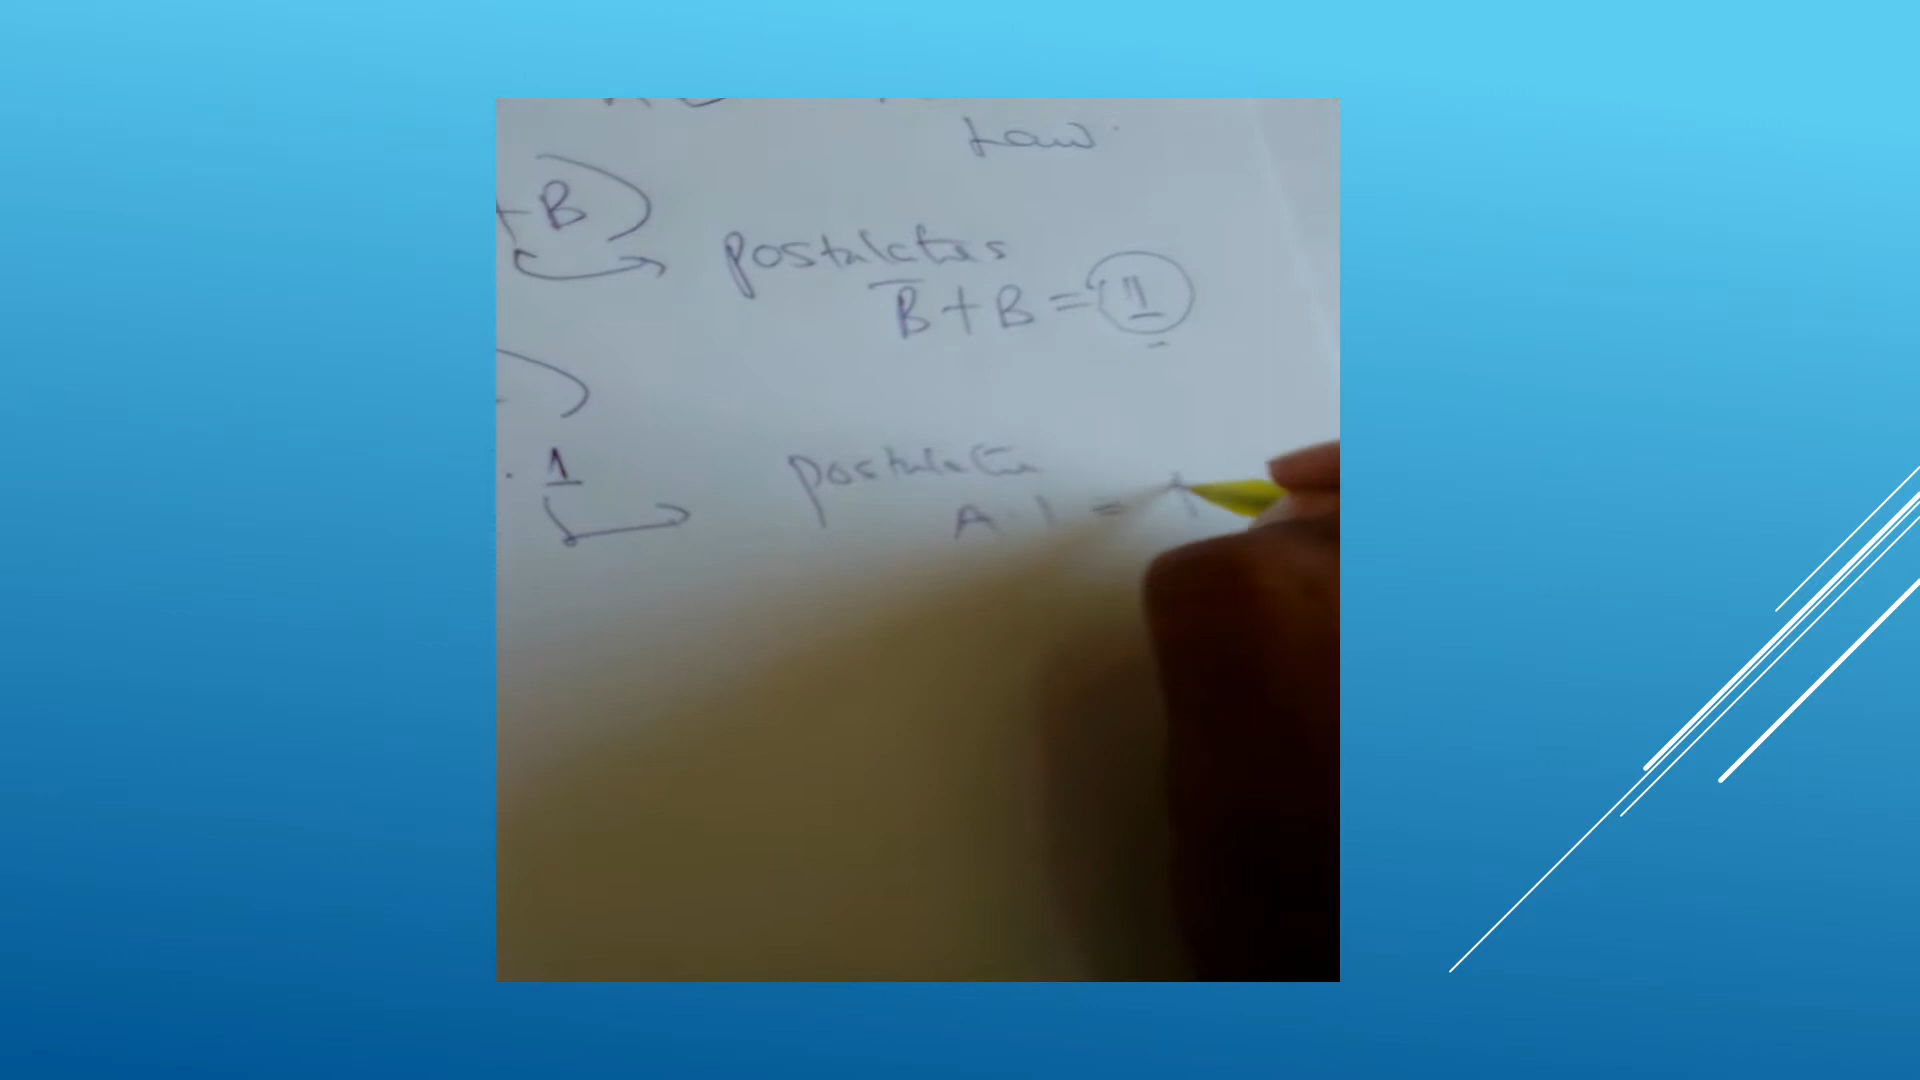 Law.
+B)
postulates
B̅+B=1
)
. 1
postulate
A.1=